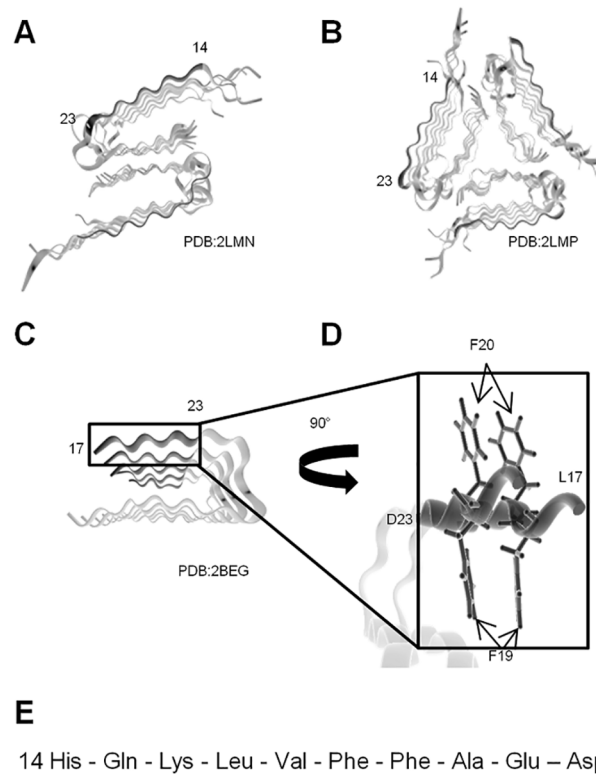 A
14
23
PDB:2LMN
B
14
23
PDB:2LMP
C
23
17
PDB:2BEG
90°
D
F20
L17
D23
F19
E
14 His - Gln - Lys - Leu - Val - Phe - Phe - Ala - Glu – Asp